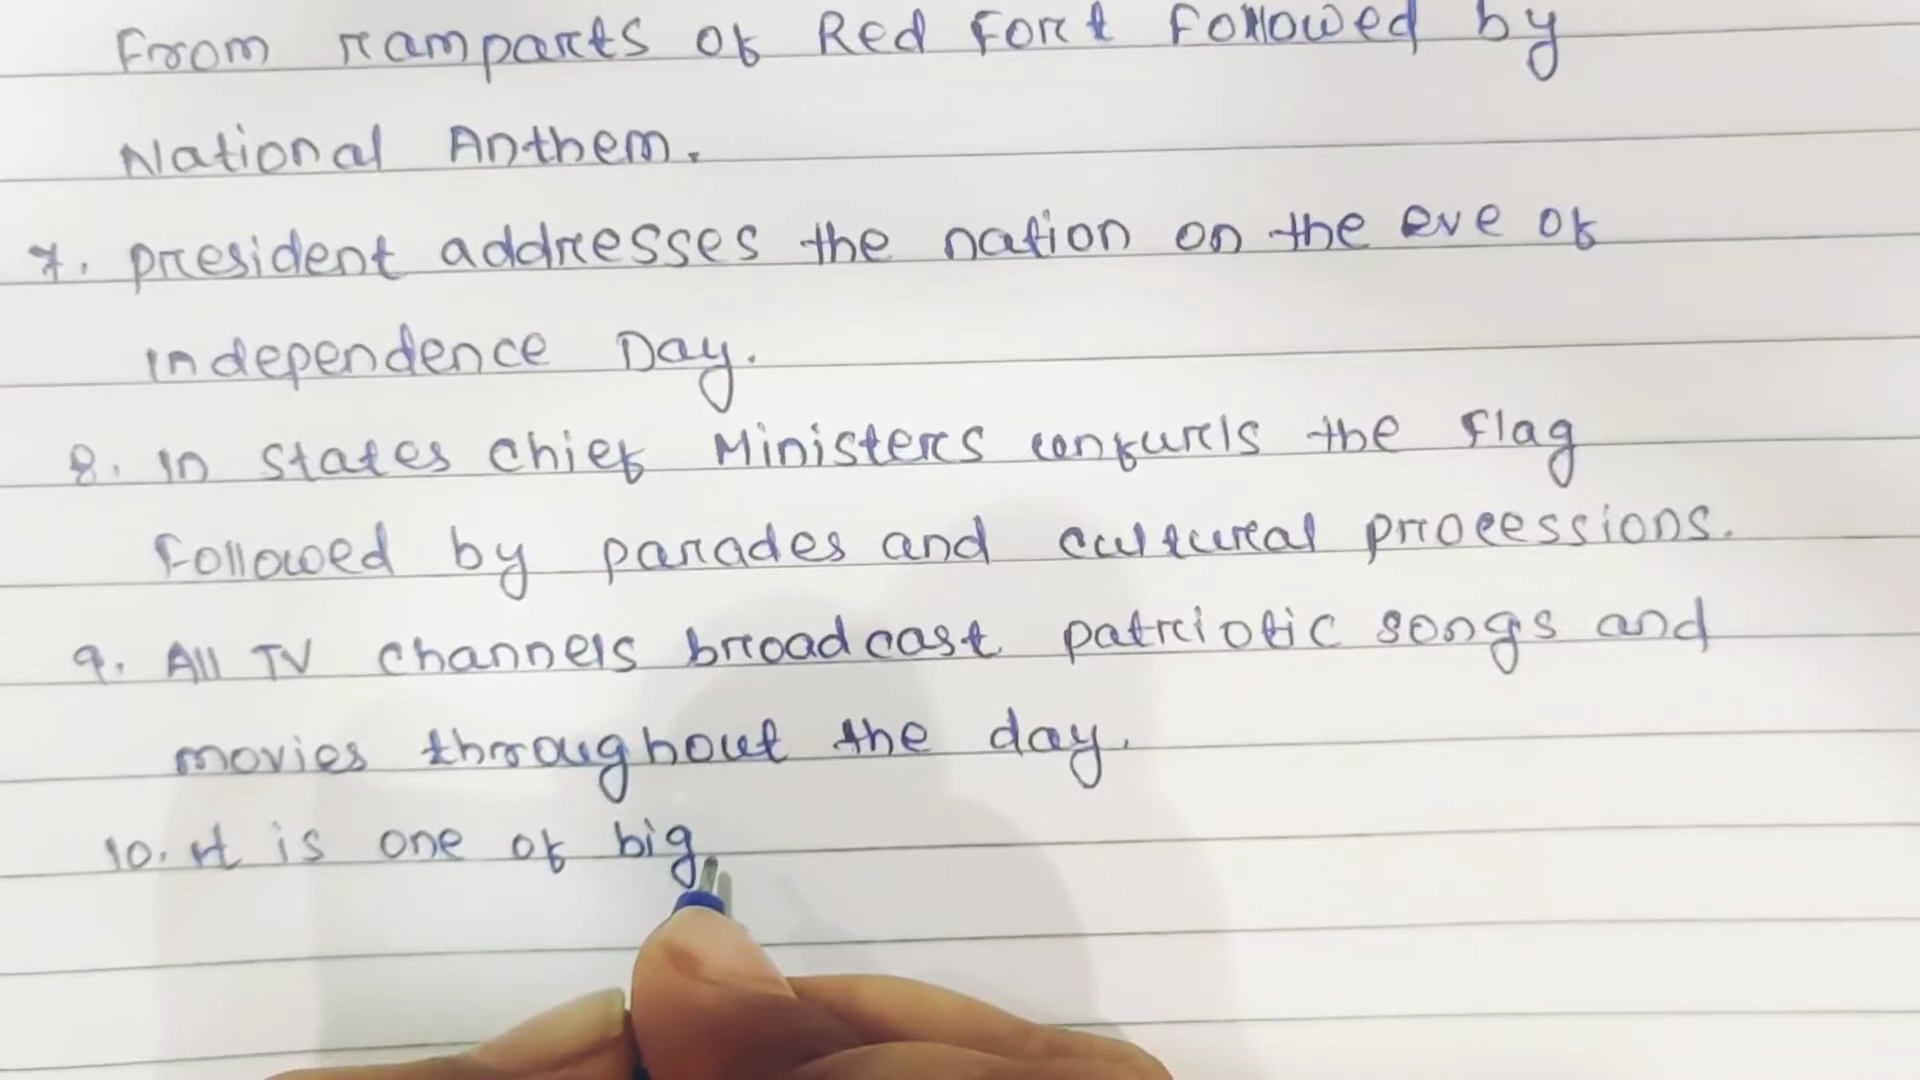 From ramparts of Red Fort Followed by
National Anthem.
7. president addresses the nation on the eve of
independence Day.
8. In states chief Ministers confurls the flag
followed by parades and cultural processions.
9. All TV channels broadcast patriotic songs and
movies throughout the day.
10. It is one of big